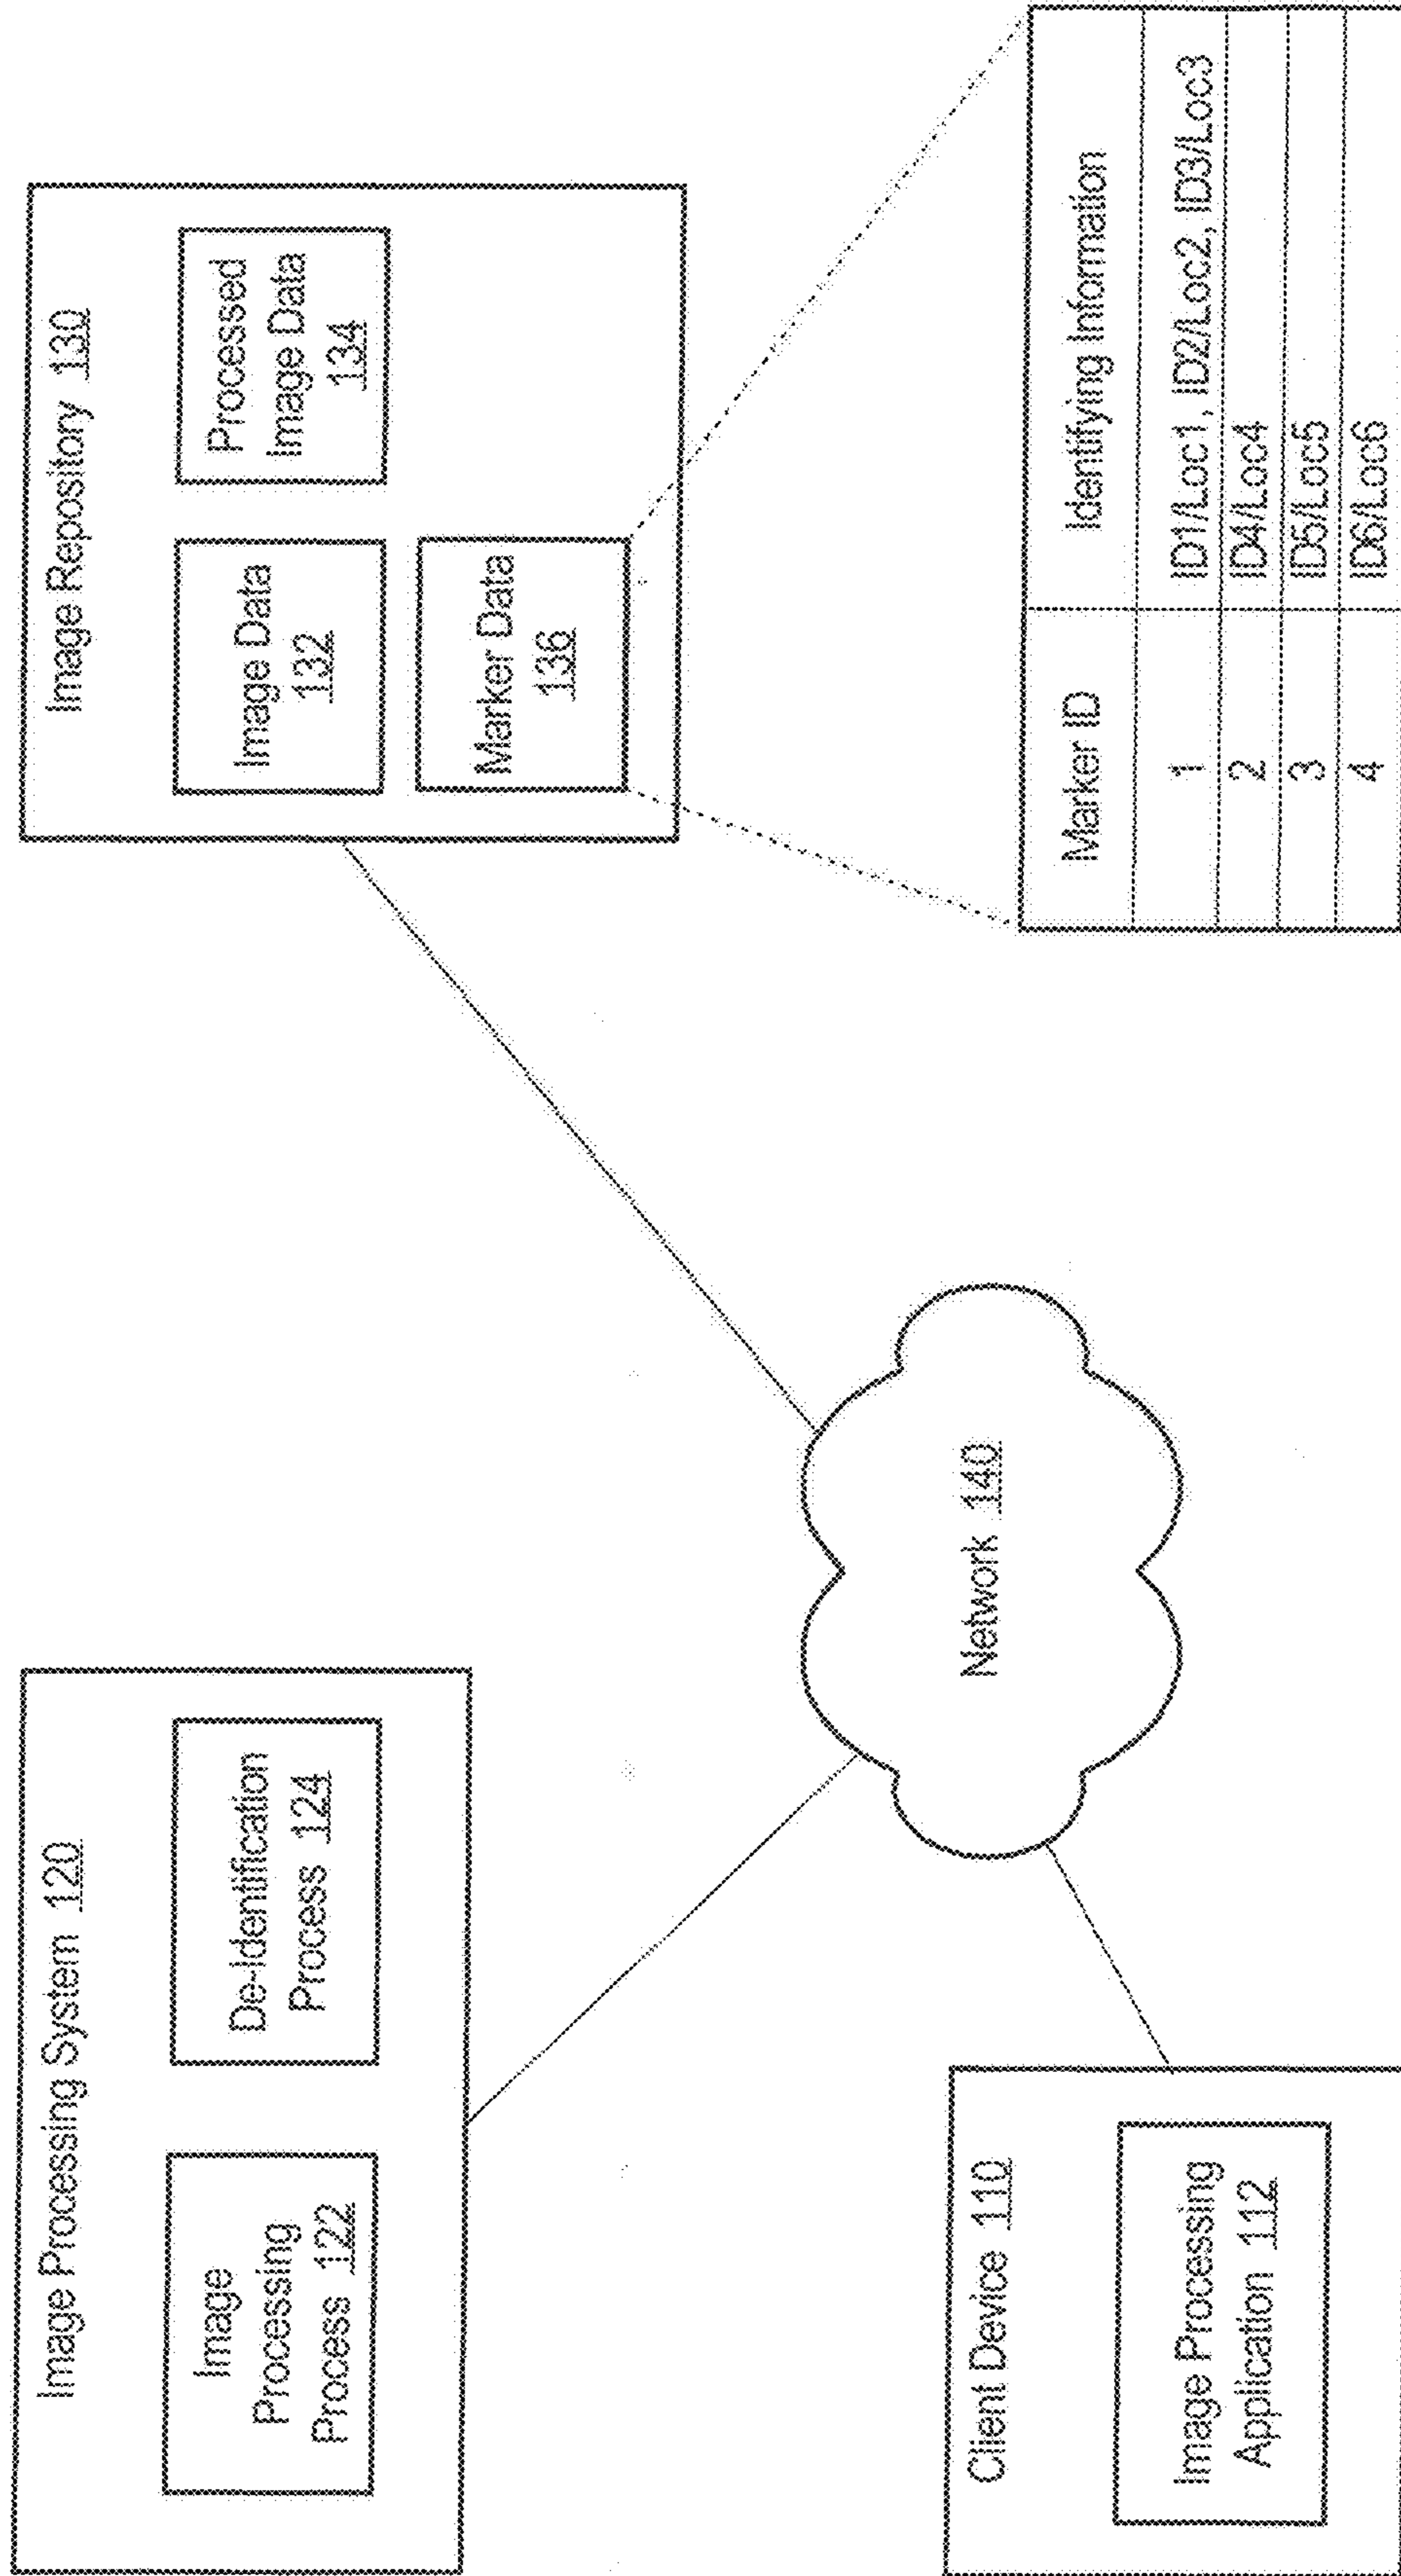 Image Processing System 120
Image
Processing
Process 122
De-Identification
Process 124
Image Repository 130
Image Data
132
Processed
Image Data
134
Marker Data
136
Client Device 110
Image Processing
Application 112
Network 140
Marker ID Identifying Information
1 ID1/Loc1, ID2/Loc2, ID3/Loc3
2 ID4/Loc4
3 ID5/Loc5
4 ID6/Loc6